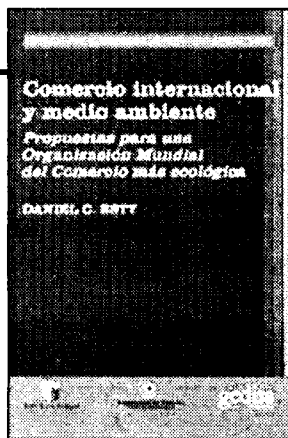 Comercio internacional
y medio ambiente
Propuestas para una
Organización Mundial
del Comercio más ecológica
DANIEL C. ESTY
gedisa